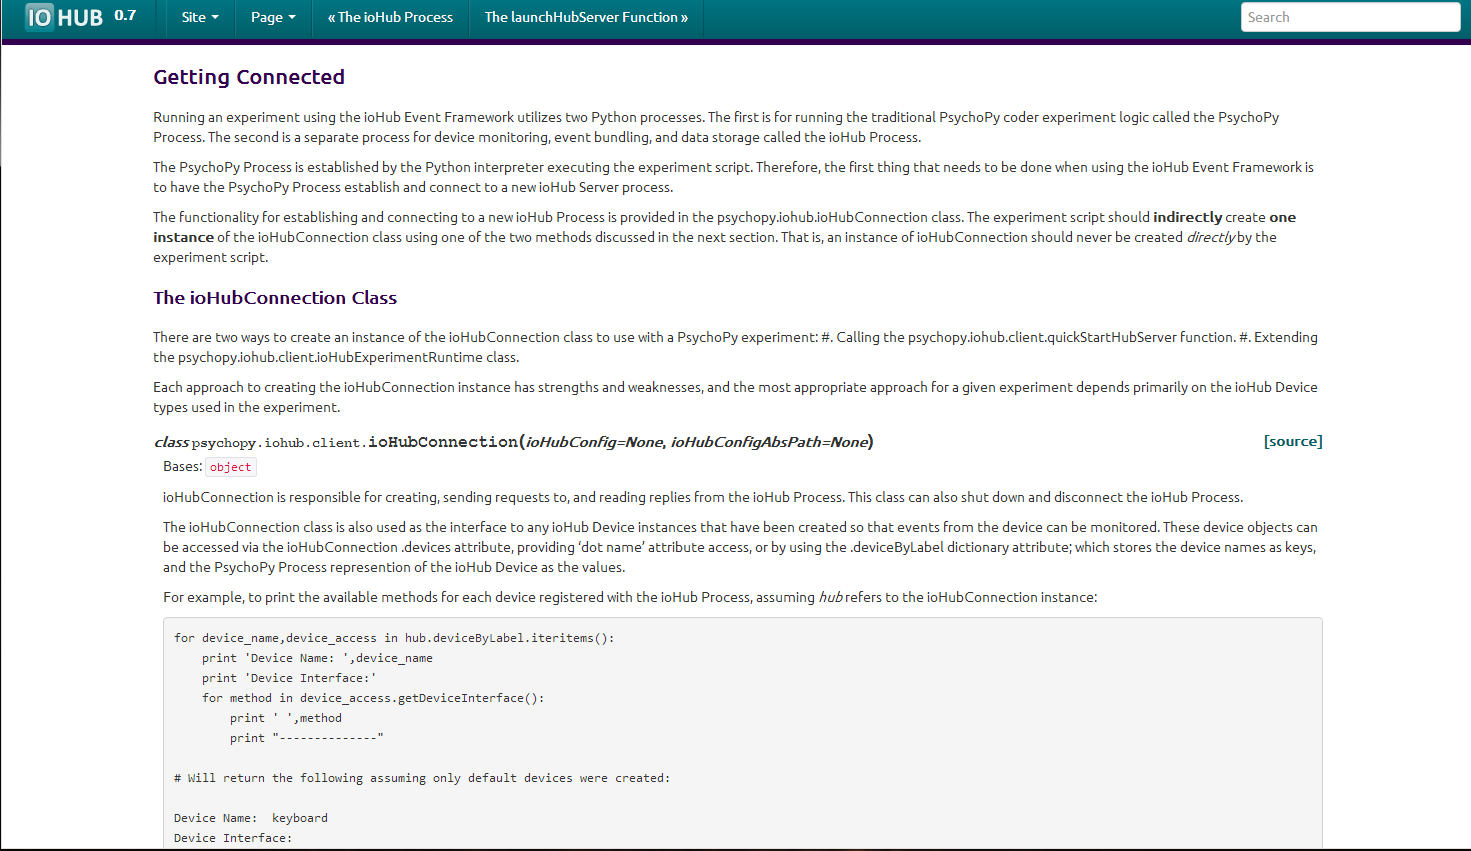 IO HUB 0.7 Site Page « The ioHub Process The launchHubServer Function » Search
Getting Connected
Running an experiment using the ioHub Event Framework utilizes two Python processes. The first is for running the traditional PsychoPy coder experiment logic called the PsychoPy
Process. The second is a separate process for device monitoring, event bundling, and data storage called the ioHub Process.
The PsychoPy Process is established by the Python interpreter executing the experiment script. Therefore, the first thing that needs to be done when using the ioHub Event Framework is
to have the PsychoPy Process establish and connect to a new ioHub Server process.
The functionality for establishing and connecting to a new ioHub Process is provided in the psychopy.iohub.ioHubConnection class. The experiment script should indirectly create one
instance of the ioHubConnection class using one of the two methods discussed in the next section. That is, an instance of ioHubConnection should never be created directly by the
experiment script.
The ioHubConnection Class
There are two ways to create an instance of the ioHubConnection class to use with a PsychoPy experiment: #. Calling the psychopy.iohub.client.quickStartHubServer function. #. Extending
the psychopy.iohub.client.ioHubExperimentRuntime class.
Each approach to creating the ioHubConnection instance has strengths and weaknesses, and the most appropriate approach for a given experiment depends primarily on the ioHub Device
types used in the experiment.
class psychopy.iohub.client.ioHubConnection(ioHubConfig=None, ioHubConfigAbsPath=None) [source]
Bases: object
ioHubConnection is responsible for creating, sending requests to, and reading replies from the ioHub Process. This class can also shut down and disconnect the ioHub Process.
The ioHubConnection class is also used as the interface to any ioHub Device instances that have been created so that events from the device can be monitored. These device objects can
be accessed via the ioHubConnection .devices attribute, providing ‘dot name’ attribute access, or by using the .deviceByLabel dictionary attribute; which stores the device names as keys,
and the PsychoPy Process represention of the ioHub Device as the values.
For example, to print the available methods for each device registered with the ioHub Process, assuming hub refers to the ioHubConnection instance:
for device_name,device_access in hub.deviceByLabel.iteritems():
    print 'Device Name: ',device_name
    print 'Device Interface:'
    for method in device_access.getDeviceInterface():
        print ' ',method
        print "--------------"
# Will return the following assuming only default devices were created:
Device Name:  keyboard
Device Interface: